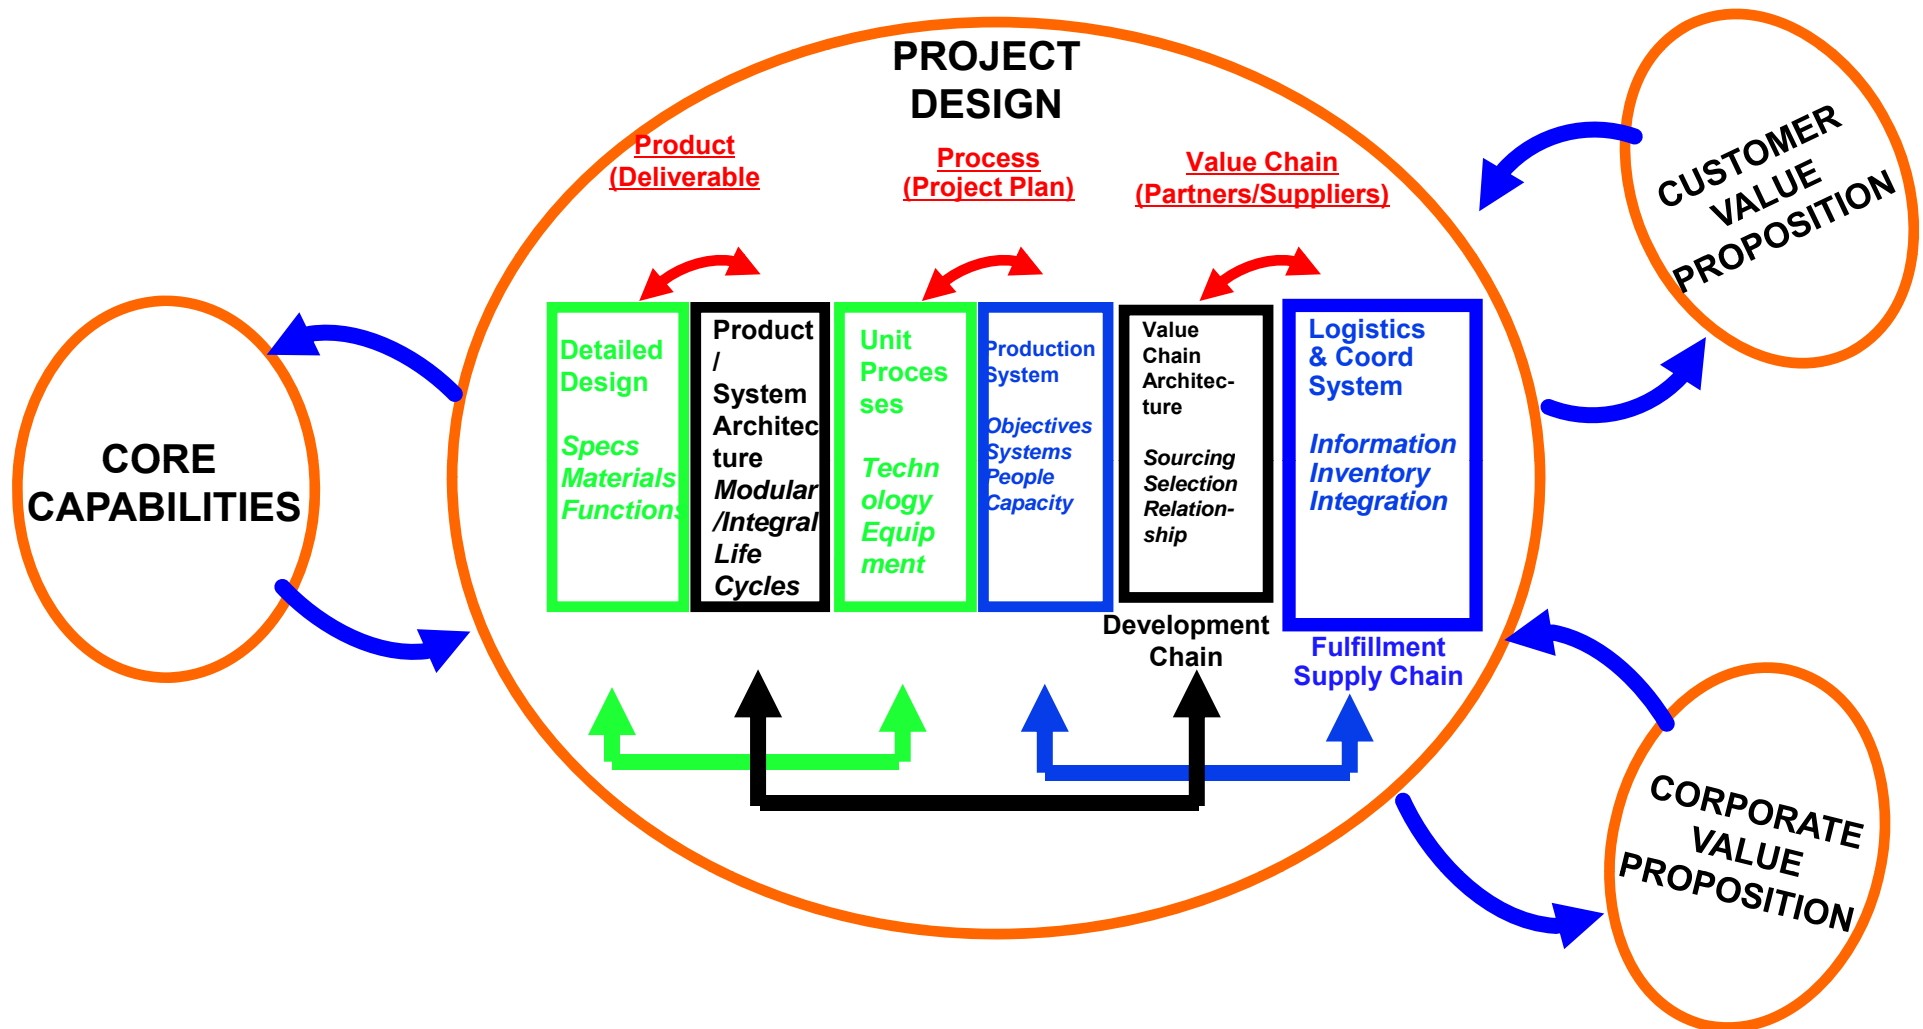 PROJECT
DESIGN
Product
(Deliverable
Process
(Project Plan)
Value Chain
(Partners/Suppliers)
CUSTOMER
VALUE
PROPOSITION
CORE
CAPABILITIES
Detailed
Design
Specs
Materials
Functions
Product
/
System
Architec
ture
Modular
/Integral
Life
Cycles
Unit
Proces
ses
Techn
ology
Equip
ment
Production
System
Objectives
Systems
People
Capacity
Value
Chain
Architec-
ture
Sourcing
Selection
Relation-
ship
Logistics
& Coord
System
Information
Inventory
Integration
Development
Chain
Fulfillment
Supply Chain
CORPORATE
VALUE
PROPOSITION